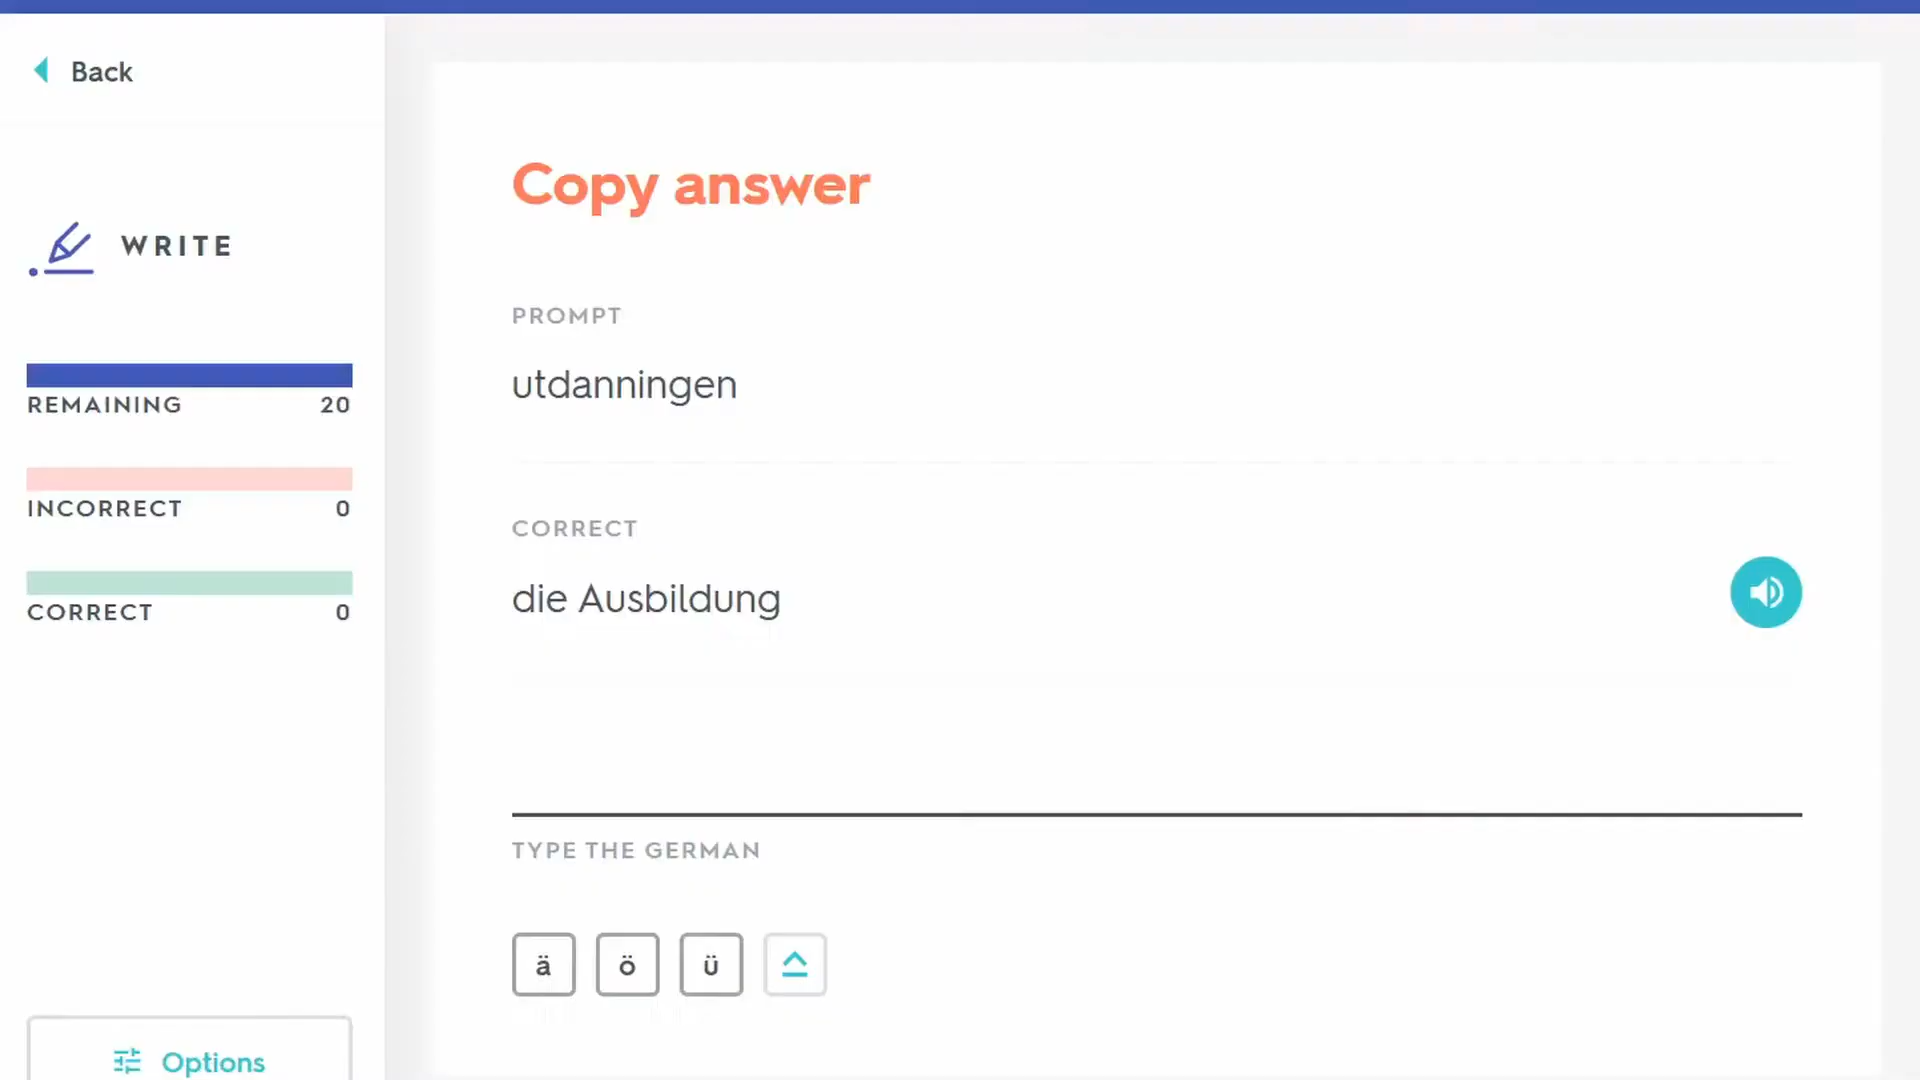 Back
WRITE
REMAINING 20
INCORRECT 0
CORRECT 0
Options
Copy answer
PROMPT
utdanningen
CORRECT
die Ausbildung
TYPE THE GERMAN
ä ö ü